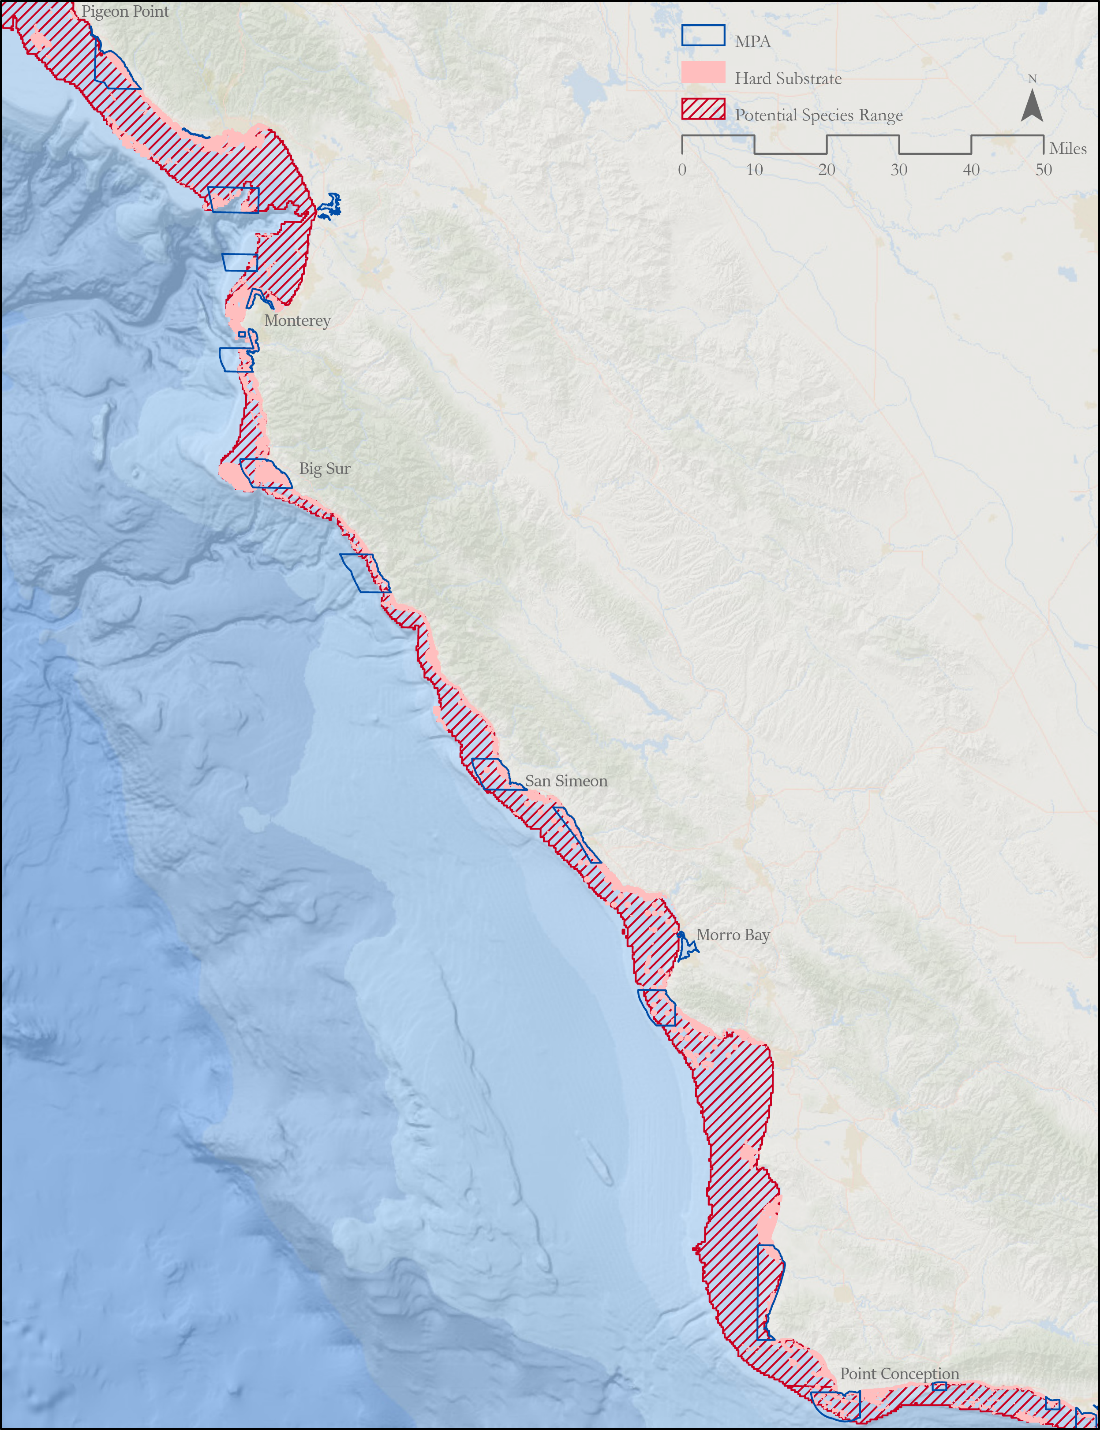 Pigeon Point
MPA
Hard Substrate
Potential Species Range
N
Miles
0 10 20 30 40 50
Monterey
Big Sur
San Simeon
Morro Bay
Point Conception